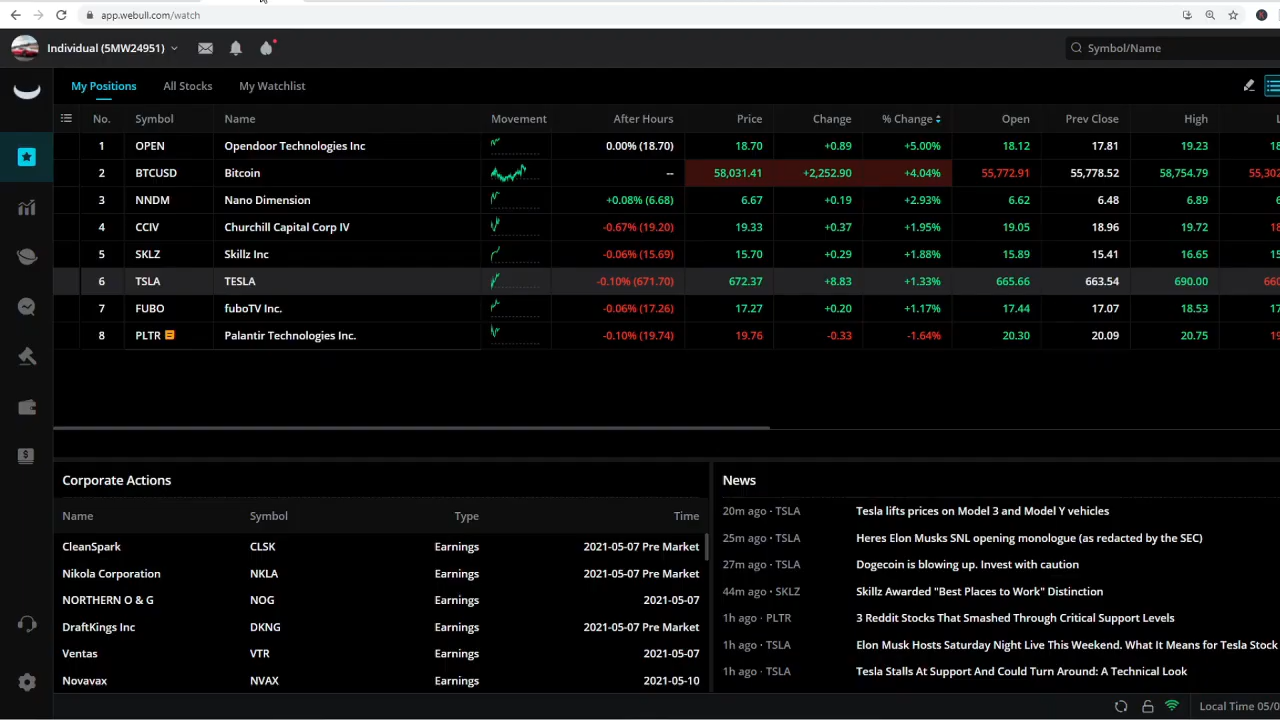 app.webull.com/watch
Individual (5MW24951)
Symbol/Name
My Positions All Stocks My Watchlist
No. Symbol Name Movement After Hours Price Change % Change Open Prev Close High
1 OPEN Opendoor Technologies Inc 0.00% (18.70) 18.70 +0.89 +5.00% 18.12 17.81 19.23 18
2 BTCUSD Bitcoin -- 58,031.41 +2,252.90 +4.04% 55,772.91 55,778.52 58,754.79 55,302
3 NNDM Nano Dimension +0.08% (6.68) 6.67 +0.19 +2.93% 6.62 6.48 6.89
4 CCIV Churchill Capital Corp IV -0.67% (19.20) 19.33 +0.37 +1.95% 19.05 18.96 19.72 18
5 SKLZ Skillz Inc -0.06% (15.69) 15.70 +0.29 +1.88% 15.89 15.41 16.65 15
6 TSLA TESLA -0.10% (671.70) 672.37 +8.83 +1.33% 665.66 663.54 690.00 660
7 FUBO fuboTV Inc. -0.06% (17.26) 17.27 +0.20 +1.17% 17.44 17.07 18.53 17
8 PLTR Palantir Technologies Inc. -0.10% (19.74) 19.76 -0.33 -1.64% 20.30 20.09 20.75 19
Corporate Actions
Name Symbol Type Time
CleanSpark CLSK Earnings 2021-05-07 Pre Market
Nikola Corporation NKLA Earnings 2021-05-07 Pre Market
NORTHERN O & G NOG Earnings 2021-05-07
DraftKings Inc DKNG Earnings 2021-05-07 Pre Market
Ventas VTR Earnings 2021-05-07
Novavax NVAX Earnings 2021-05-10
News
20m ago · TSLA Tesla lifts prices on Model 3 and Model Y vehicles
25m ago · TSLA Heres Elon Musks SNL opening monologue (as redacted by the SEC)
27m ago · TSLA Dogecoin is blowing up. Invest with caution
44m ago · SKLZ Skillz Awarded "Best Places to Work" Distinction
1h ago · PLTR 3 Reddit Stocks That Smashed Through Critical Support Levels
1h ago · TSLA Elon Musk Hosts Saturday Night Live This Weekend. What It Means for Tesla Stock
1h ago · TSLA Tesla Stalls At Support And Could Turn Around: A Technical Look
Local Time 05/0